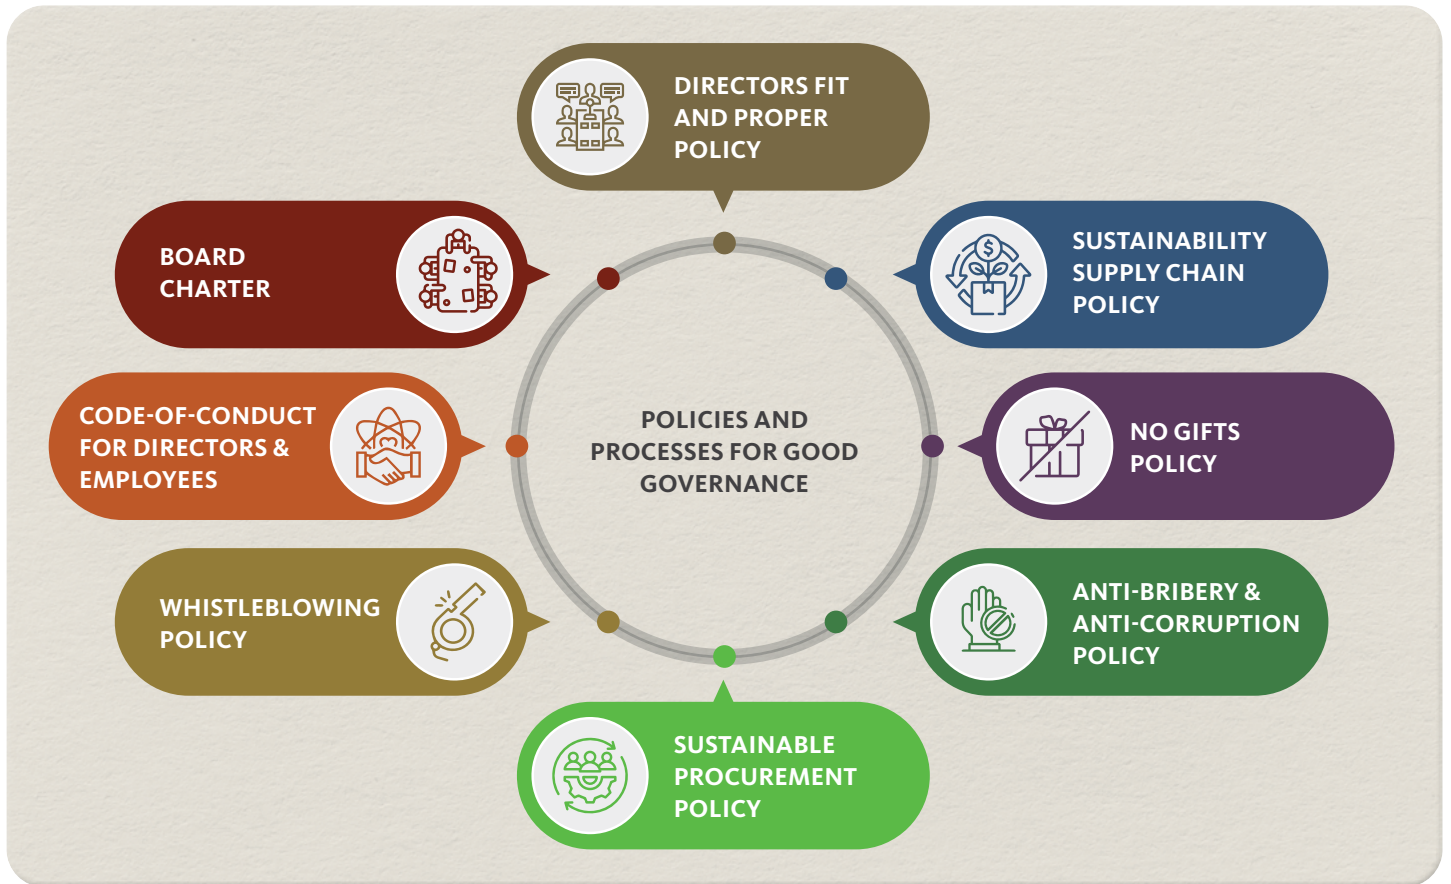 DIRECTORS FIT
AND PROPER
POLICY
BOARD
CHARTER
SUSTAINABILITY
SUPPLY CHAIN
POLICY
CODE-OF-CONDUCT
FOR DIRECTORS &
EMPLOYEES
POLICIES AND
PROCESSES FOR GOOD
GOVERNANCE
NO GIFTS
POLICY
WHISTLEBLOWING
POLICY
ANTI-BRIBERY &
ANTI-CORRUPTION
POLICY
SUSTAINABLE
PROCUREMENT
POLICY